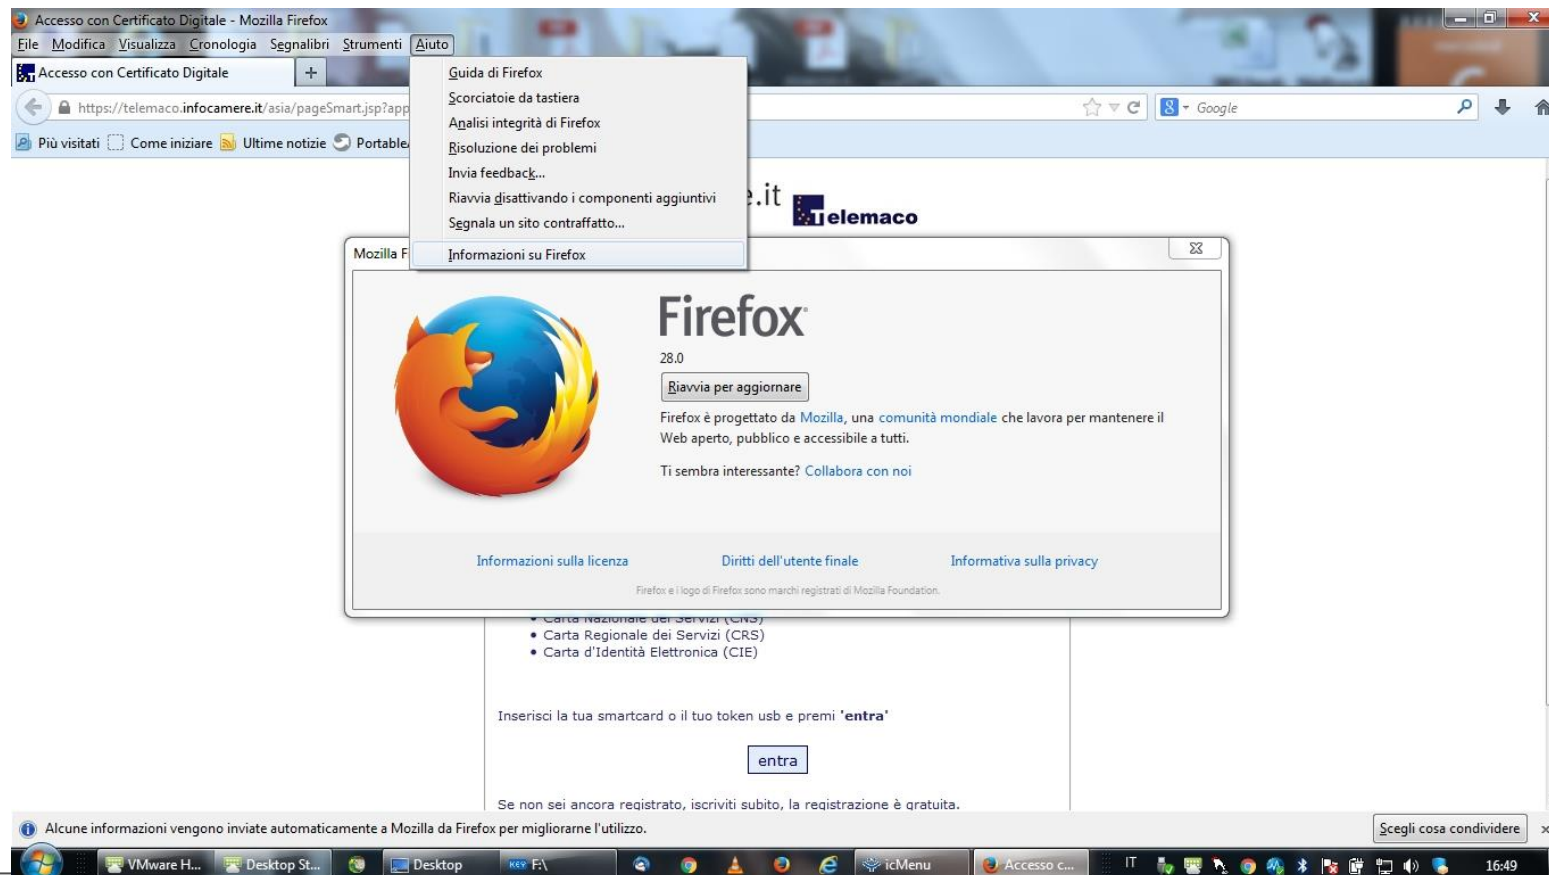 Accesso con Certificato Digitale - Mozilla Firefox
File Modifica Visualizza Cronologia Segnalibri Strumenti Aiuto
Accesso con Certificato Digitale +
https://telemaco.infocamere.it/asia/pageSmart.jsp?app
Google
Più visitati Come iniziare Ultime notizie Portable
Guida di Firefox
Scorciatoie da tastiera
Analisi integrità di Firefox
Risoluzione dei problemi
Invia feedback...
Riavvia disattivando i componenti aggiuntivi
Segnala un sito contraffatto...
Informazioni su Firefox
e.it Telemaco
Mozilla F
Firefox
28.0
Riavvia per aggiornare
Firefox è progettato da Mozilla, una comunità mondiale che lavora per mantenere il
Web aperto, pubblico e accessibile a tutti.
Ti sembra interessante? Collabora con noi
Informazioni sulla licenza Diritti dell'utente finale Informativa sulla privacy
Firefox e i logo di Firefox sono marchi registrati di Mozilla Foundation.
• Carta Nazionale dei Servizi (CNS)
• Carta Regionale dei Servizi (CRS)
• Carta d'Identità Elettronica (CIE)
Inserisci la tua smartcard o il tuo token usb e premi 'entra'
entra
Se non sei ancora registrato, iscriviti subito, la registrazione è gratuita.
Alcune informazioni vengono inviate automaticamente a Mozilla da Firefox per migliorarne l'utilizzo.
Scegli cosa condividere
VMware H... Desktop St... Desktop KEY F:\ icMenu Accesso c... IT 16:49